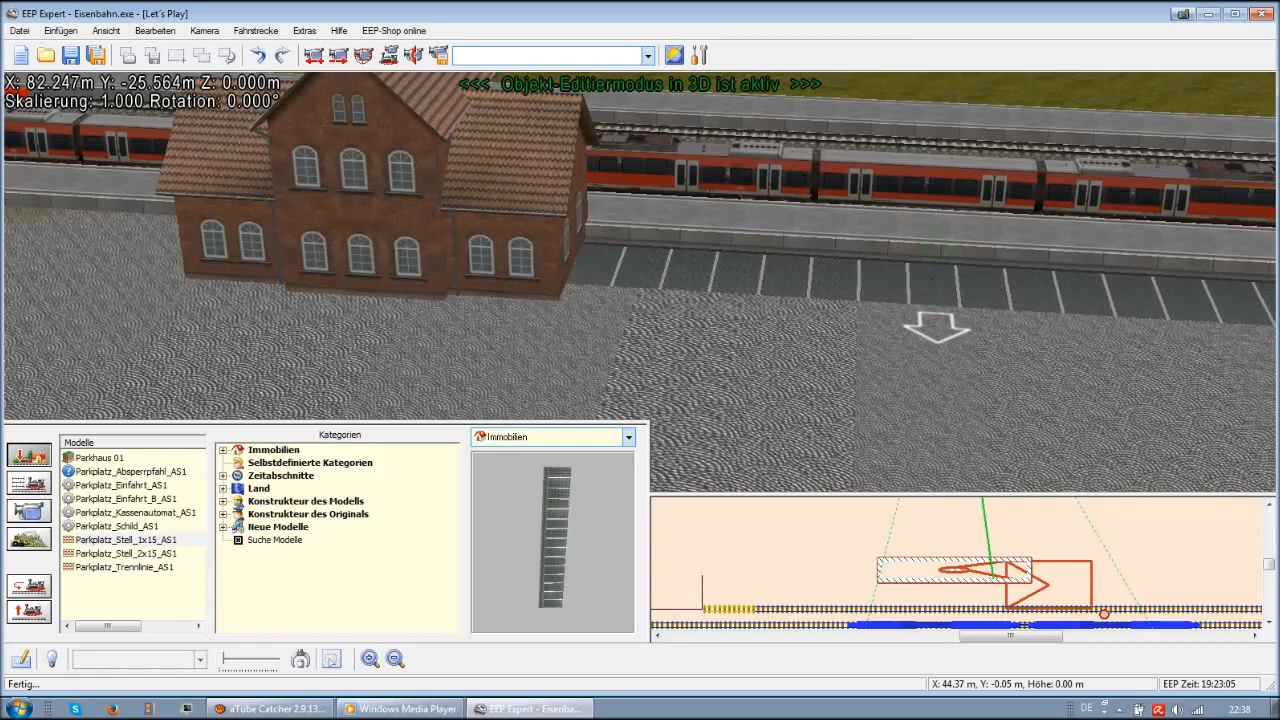 EEP Expert - Eisenbahn.exe - [Let´s Play]
Datei Einfügen Ansicht Bearbeiten Kamera Fahrstrecke Extras Hilfe EEP-Shop online
X: 82.247m Y: -25.564m Z: 0.000m
<<< Objekt-Editiermodus in 3D ist aktiv >>>
Skalierung: 1.000 Rotation: 0.000°
Modelle
Parkhaus 01
Parkplatz_Absperrpfahl_AS1
Parkplatz_Einfahrt_AS1
Parkplatz_Einfahrt_B_AS1
Parkplatz_Kassenautomat_AS1
Parkplatz_Schild_AS1
Parkplatz_Stell_1x15_AS1
Parkplatz_Stell_2x15_AS1
Parkplatz_Trennlinie_AS1
Kategorien
Immobilien
Selbstdefinierte Kategorien
Zeitabschnitte
Land
Konstrukteur des Modells
Konstrukteur des Originals
Neue Modelle
Suche Modelle
Immobilien
Fertig...
X: 44.37 m, Y: -0.05 m, Höhe: 0.00 m
EEP Zeit: 19:23:05
aTube Catcher 2.9.13...
Windows Media Player
EEP Expert - Eisenba...
DE
22:38